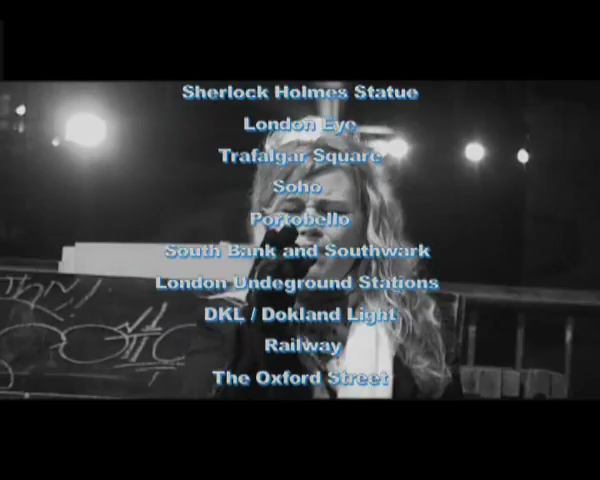 Sherlock Holmes Statue
London Eye
Trafalgar Square
Soho
Portobello
South Bank and Southwark
London Undeground Stations
DKL / Dokland Light
Railway
The Oxford Street